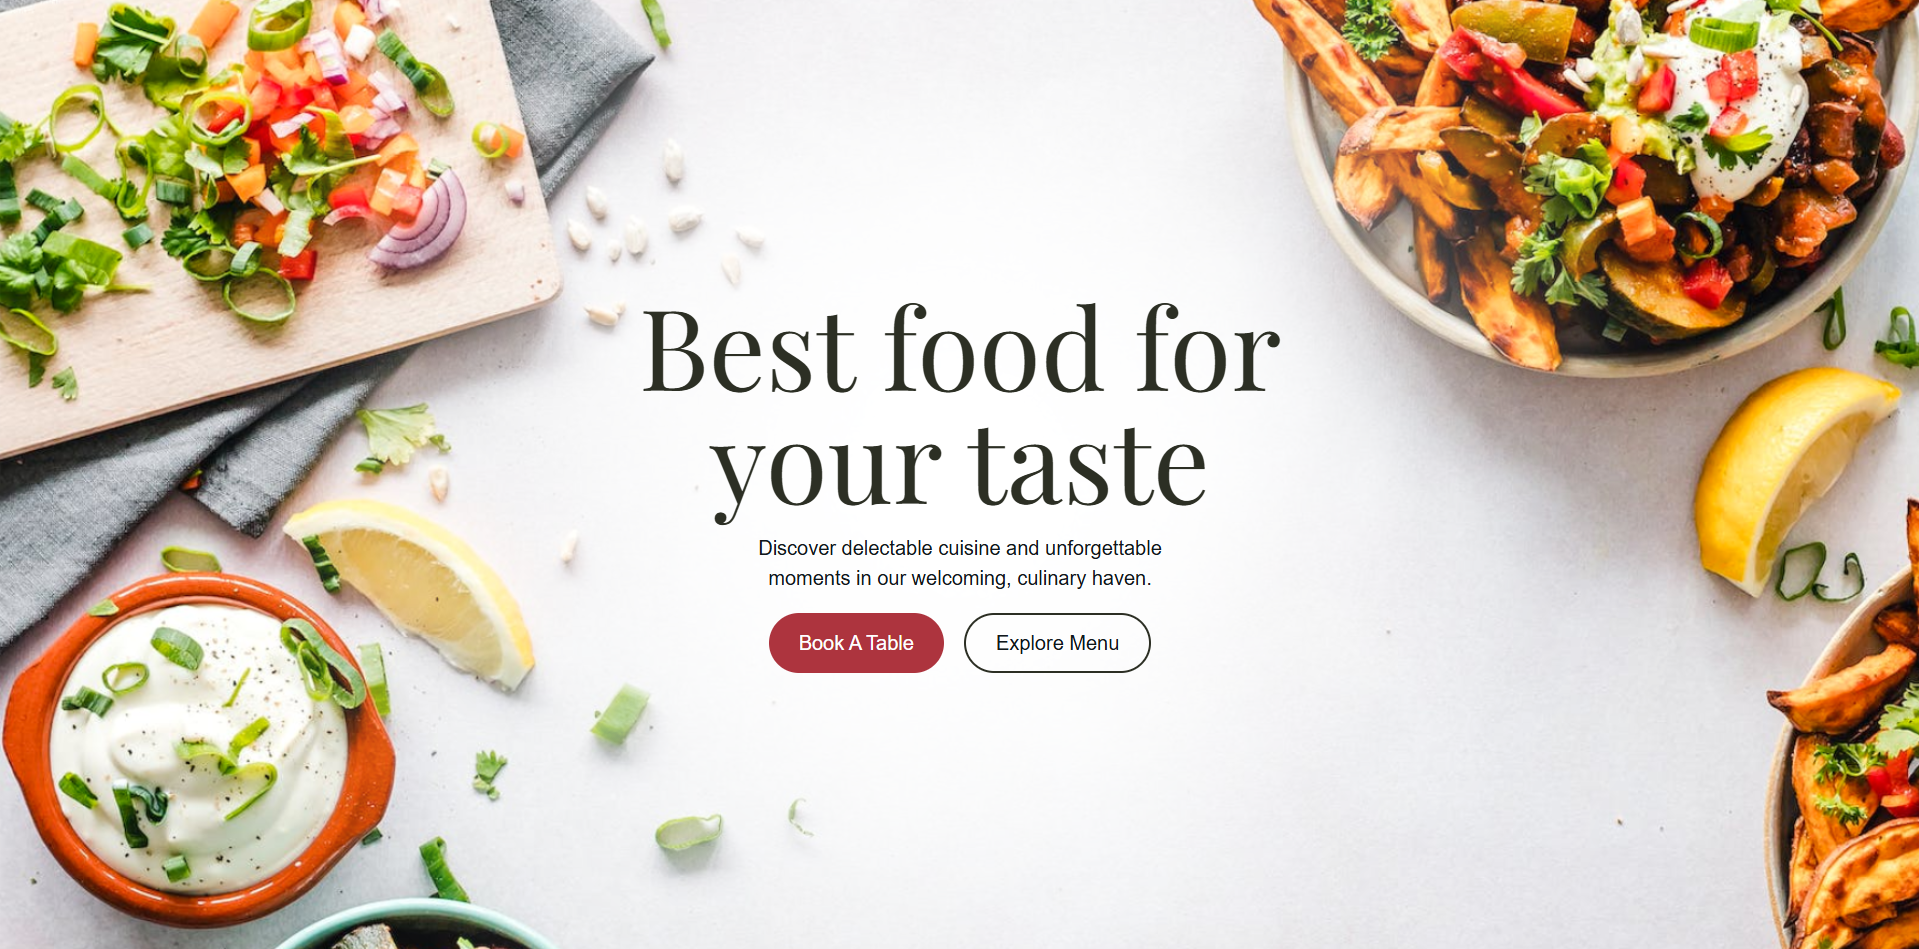 Best food for
your taste
Discover delectable cuisine and unforgettable
moments in our welcoming, culinary haven.
Book A Table
Explore Menu